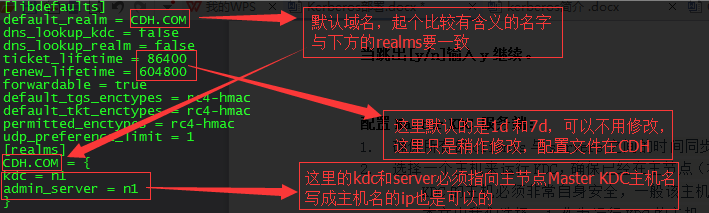 [libdefaults]
default_realm = CDH.COM
dns_lookup_kdc = false
dns_lookup_realm = false
ticket_lifetime = 86400
renew_lifetime = 604800
forwardable = true
default_tgs_enctypes = rc4-hmac
default_tkt_enctypes = rc4-hmac
permitted_enctypes = rc4-hmac
udp_preference_limit = 1
[realms]
CDH.COM = {
kdc = n1
admin_server = n1
}
我的WPS
默认域名，起个比较有含义的名字
与下方的realms要一致
当跳出[y/n]输入y继续。
这里默认的是1d 和7d，可以不用修改，
这里只是稍作修改，配置文件在CDH
时间同步
这里的kdc和server必须指向主节点Master KDC主机名
写成主机名的ip也是可以的